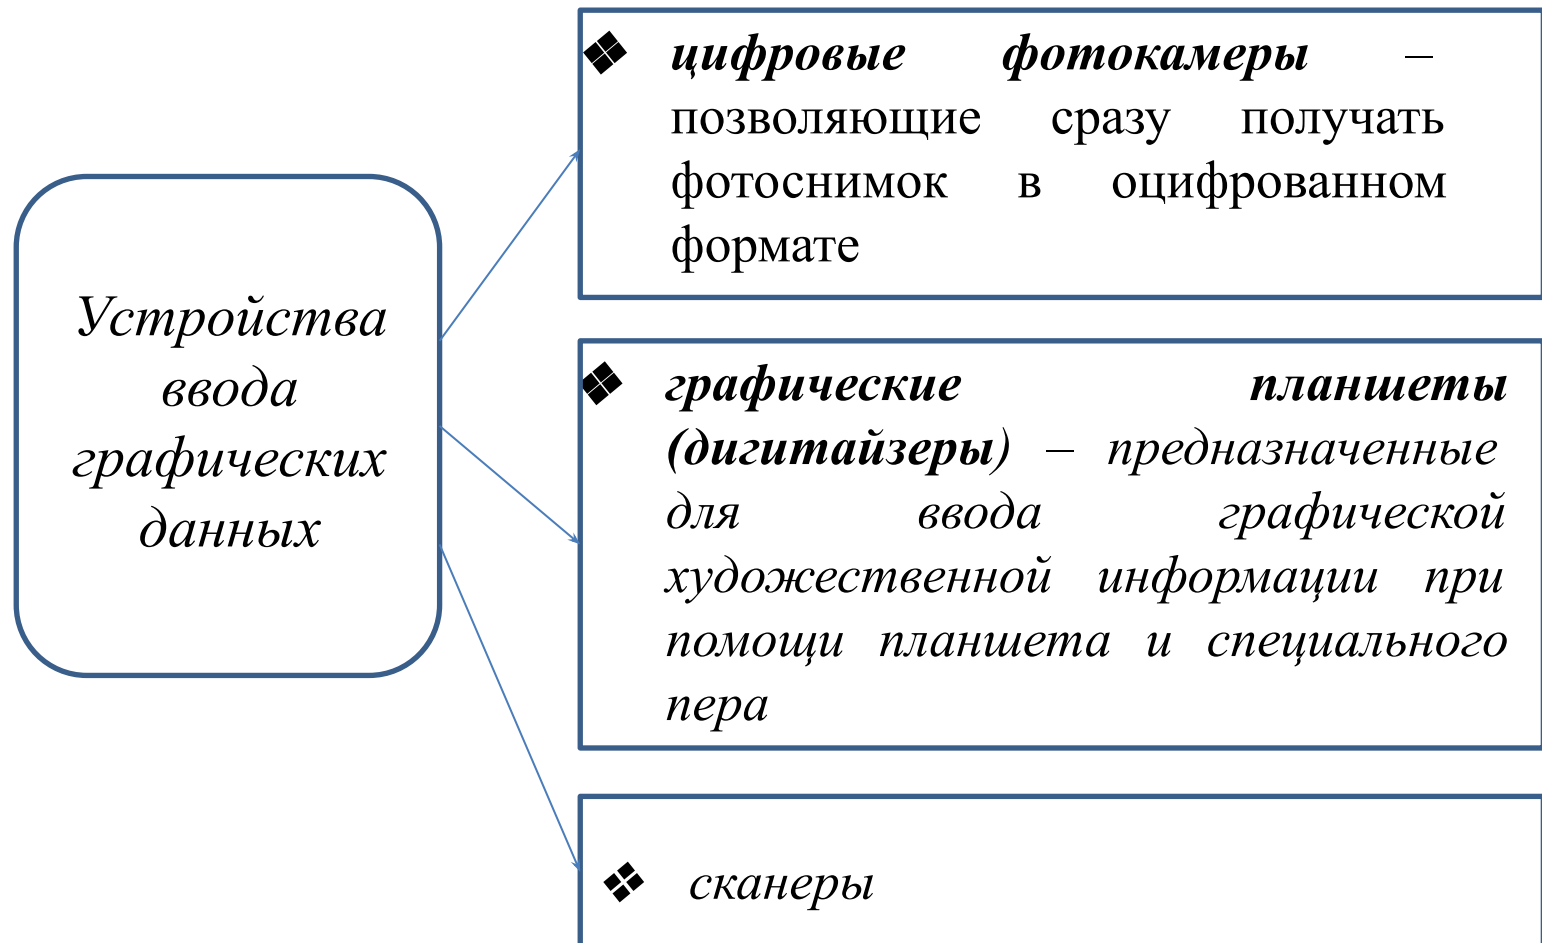 Устройства
ввода
графических
данных
❖ цифровые фотокамеры –
позволяющие сразу получать
фотоснимок в оцифрованном
формате
❖ графические планшеты
(дигитайзеры) – предназначенные
для ввода графической
художественной информации при
помощи планшета и специального
пера
❖ сканеры